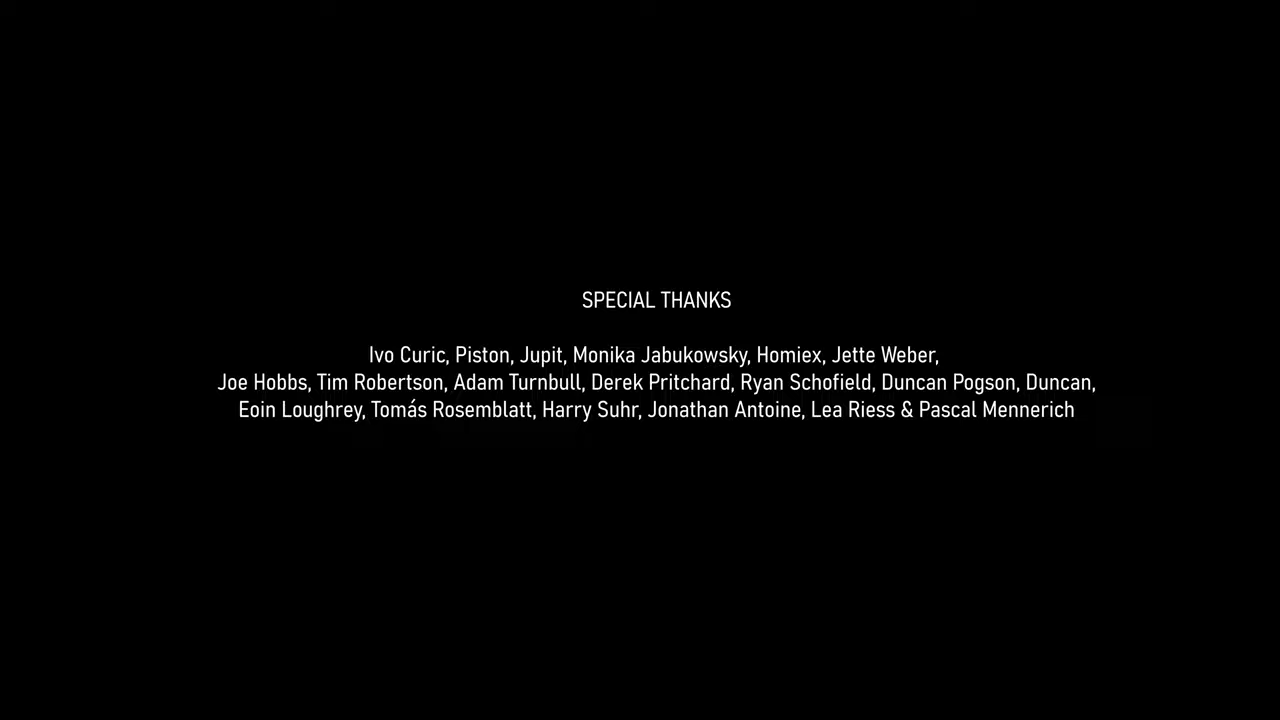 SPECIAL THANKS
Ivo Curic, Piston, Jupit, Monika Jabukowsky, Homiex, Jette Weber,
Joe Hobbs, Tim Robertson, Adam Turnbull, Derek Pritchard, Ryan Schofield, Duncan Pogson, Duncan,
Eoin Loughrey, Tomás Rosemblatt, Harry Suhr, Jonathan Antoine, Lea Riess & Pascal Mennerich